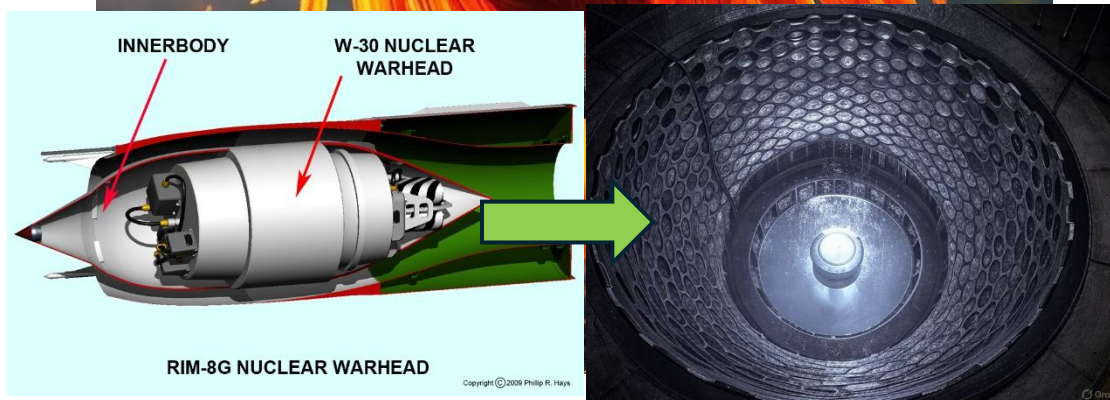 INNERBODY
W-30 NUCLEAR
WARHEAD
RIM-8G NUCLEAR WARHEAD
Copyright Ⓒ 2009 Phillip R. Hays